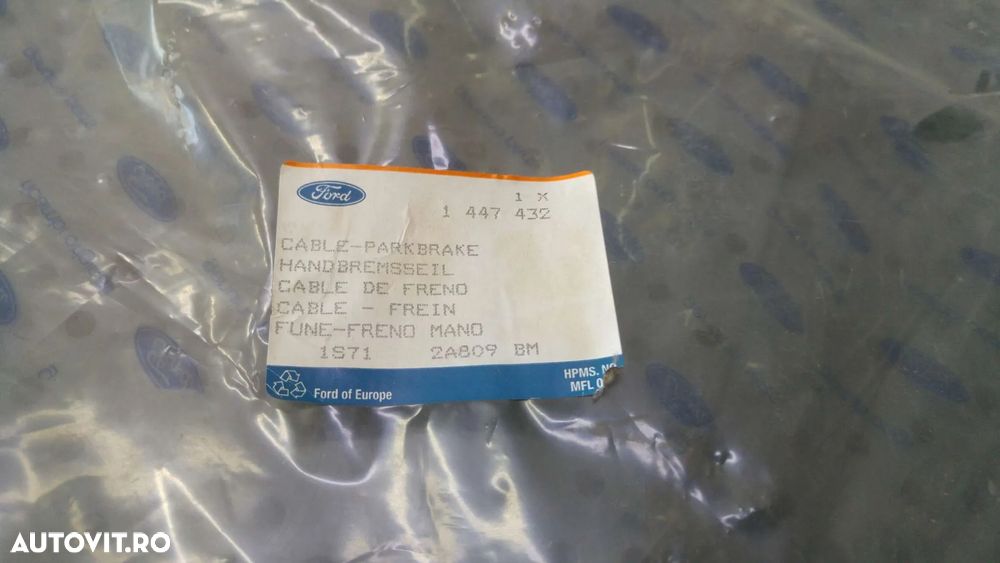 Ford
1 X
1 447 432
CABLE-PARKBRAKE
HANDBREMSSEIL
CABLE DE FRENO
CABLE - FREIN
FUNE-FRENO MANO
1S71 2A809 BM
Ford of Europe
HPMS.
MFL
AUTOVIT.RO